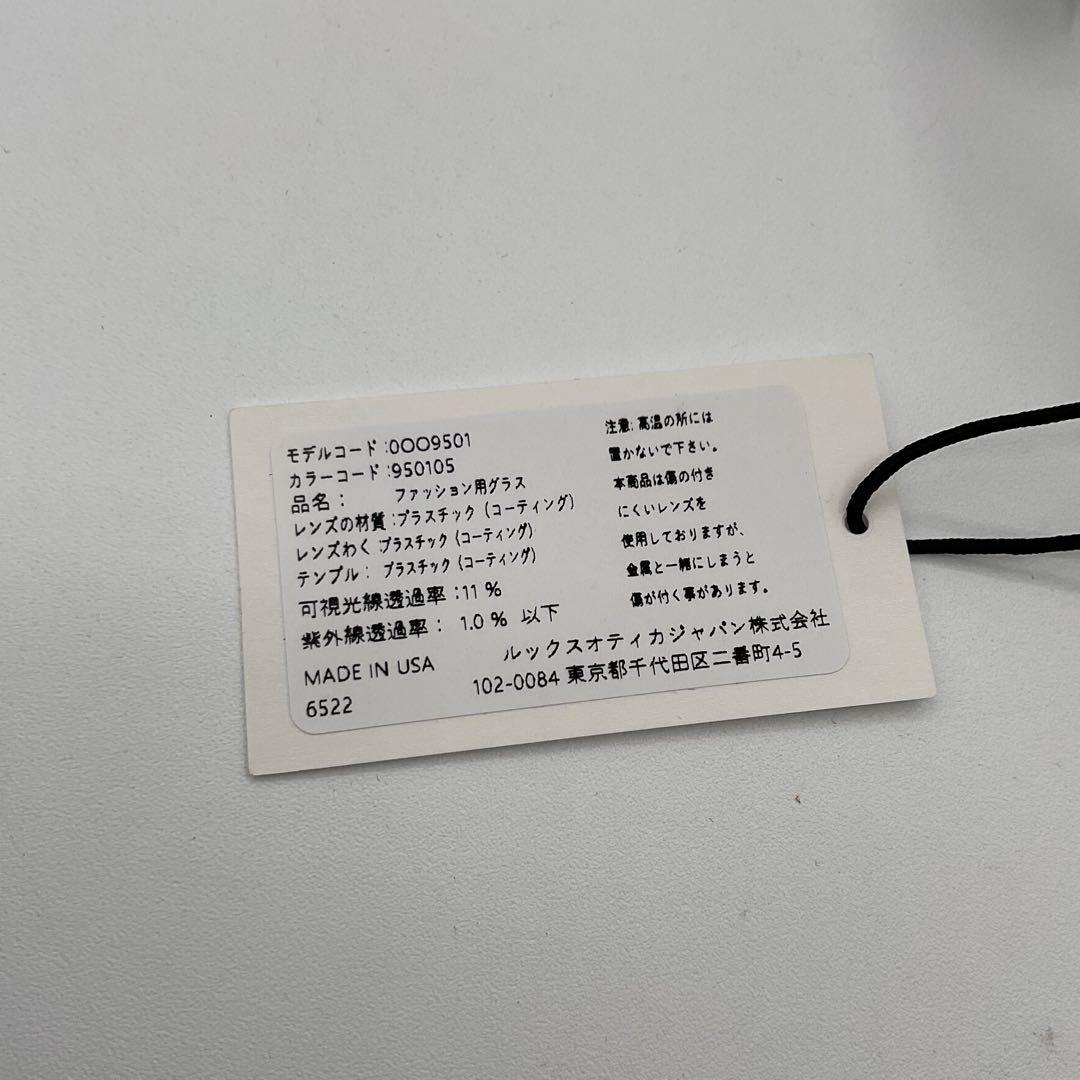 モデルコード:0OO9501
カラーコード:950105
品名： ファッション用グラス
レンズの材質:プラスチック(コーティング)
レンズわく:プラスチック(コーティング)
テンプル： プラスチック(コーティング)
可視光線透過率:11 %
紫外線透過率： 1.0 % 以下
MADE IN USA
6522
注意:高温の所には
置かないで下さい。
本商品は傷の付き
にくいレンズを
使用しておりますが、
金属と一緒にしまうと
傷が付く事があります。
ルックスオティカジャパン株式会社
102-0084 東京都千代田区二番町4-5